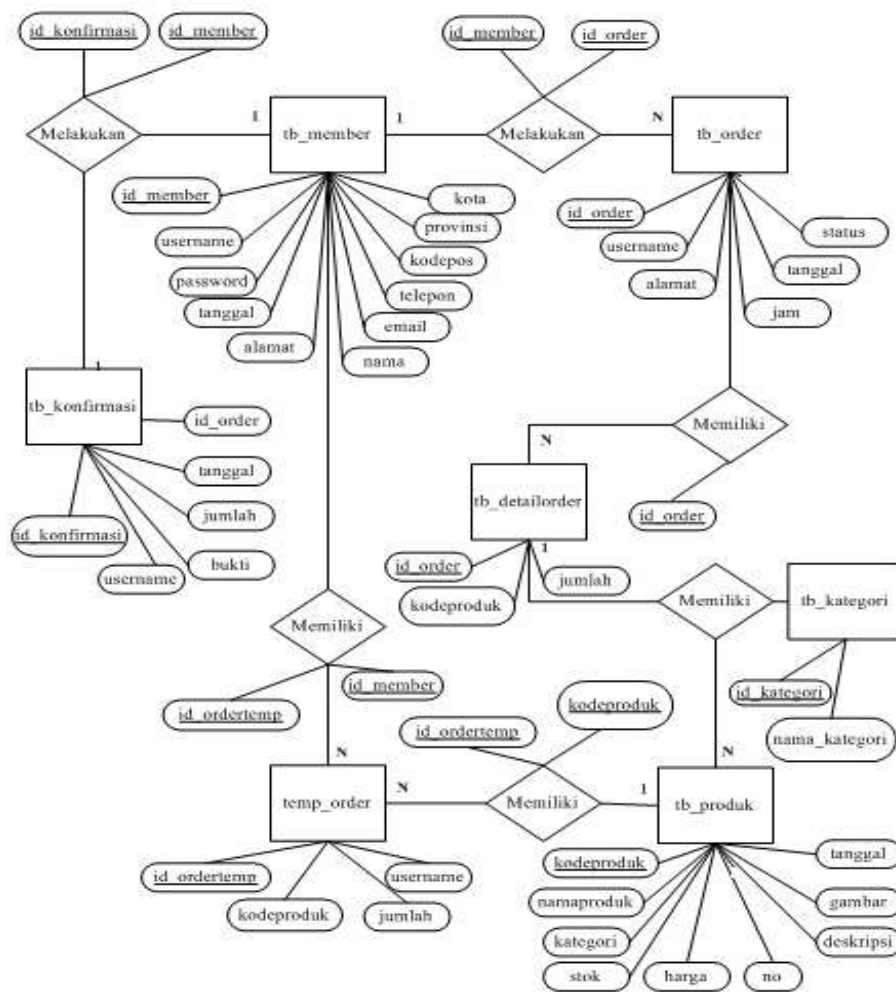 id_konfirmasi
id_member
id_member
id_order
Melakukan
1
tb_member
1
Melakukan
N
tb_order
id_member
username
password
tanggal
alamat
kota
provinsi
kodepos
telepon
email
nama
id_order
username
alamat
status
tanggal
jam
1
tb_konfirmasi
id_order
tanggal
jumlah
bukti
username
id_konfirmasi
Memiliki
N
tb_detailorder
id_order
1
id_order
kodeproduk
jumlah
Memiliki
tb_kategori
id_kategori
nama_kategori
Memiliki
id_member
id_ordertemp
N
id_ordertemp
kodeproduk
temp_order
N
Memiliki
1
N
tb_produk
id_ordertemp
kodeproduk
jumlah
username
kodeproduk
namaproduk
kategori
stok
harga
no
deskripsi
gambar
tanggal